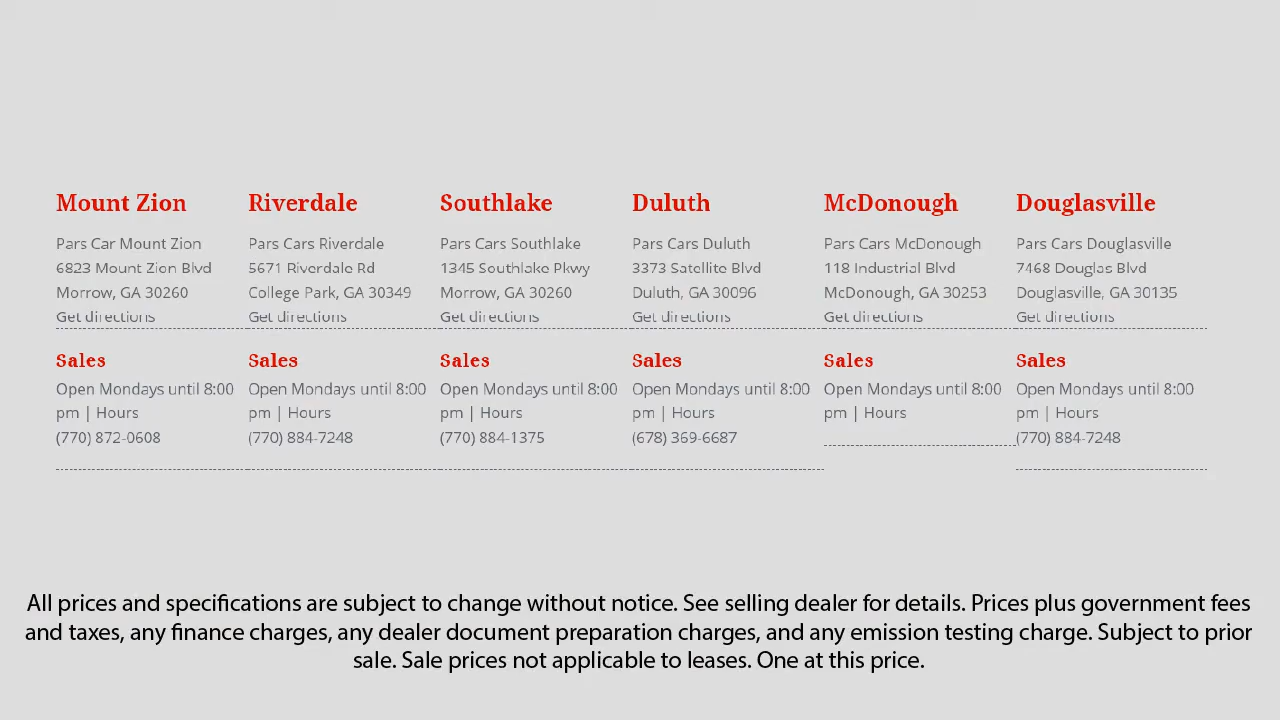 Mount Zion
Pars Car Mount Zion
6823 Mount Zion Blvd
Morrow, GA 30260
Get directions
Sales
Open Mondays until 8:00
pm | Hours
(770) 872-0608
Riverdale
Pars Cars Riverdale
5671 Riverdale Rd
College Park, GA 30349
Get directions
Sales
Open Mondays until 8:00
pm | Hours
(770) 884-7248
Southlake
Pars Cars Southlake
1345 Southlake Pkwy
Morrow, GA 30260
Get directions
Sales
Open Mondays until 8:00
pm | Hours
(770) 884-1375
Duluth
Pars Cars Duluth
3373 Satellite Blvd
Duluth, GA 30096
Get directions
Sales
Open Mondays until 8:00
pm | Hours
(678) 369-6687
McDonough
Pars Cars McDonough
118 Industrial Blvd
McDonough, GA 30253
Get directions
Sales
Open Mondays until 8:00
pm | Hours
Douglasville
Pars Cars Douglasville
7468 Douglas Blvd
Douglasville, GA 30135
Get directions
Sales
Open Mondays until 8:00
pm | Hours
(770) 884-7248
All prices and specifications are subject to change without notice. See selling dealer for details. Prices plus government fees
and taxes, any finance charges, any dealer document preparation charges, and any emission testing charge. Subject to prior
sale. Sale prices not applicable to leases. One at this price.